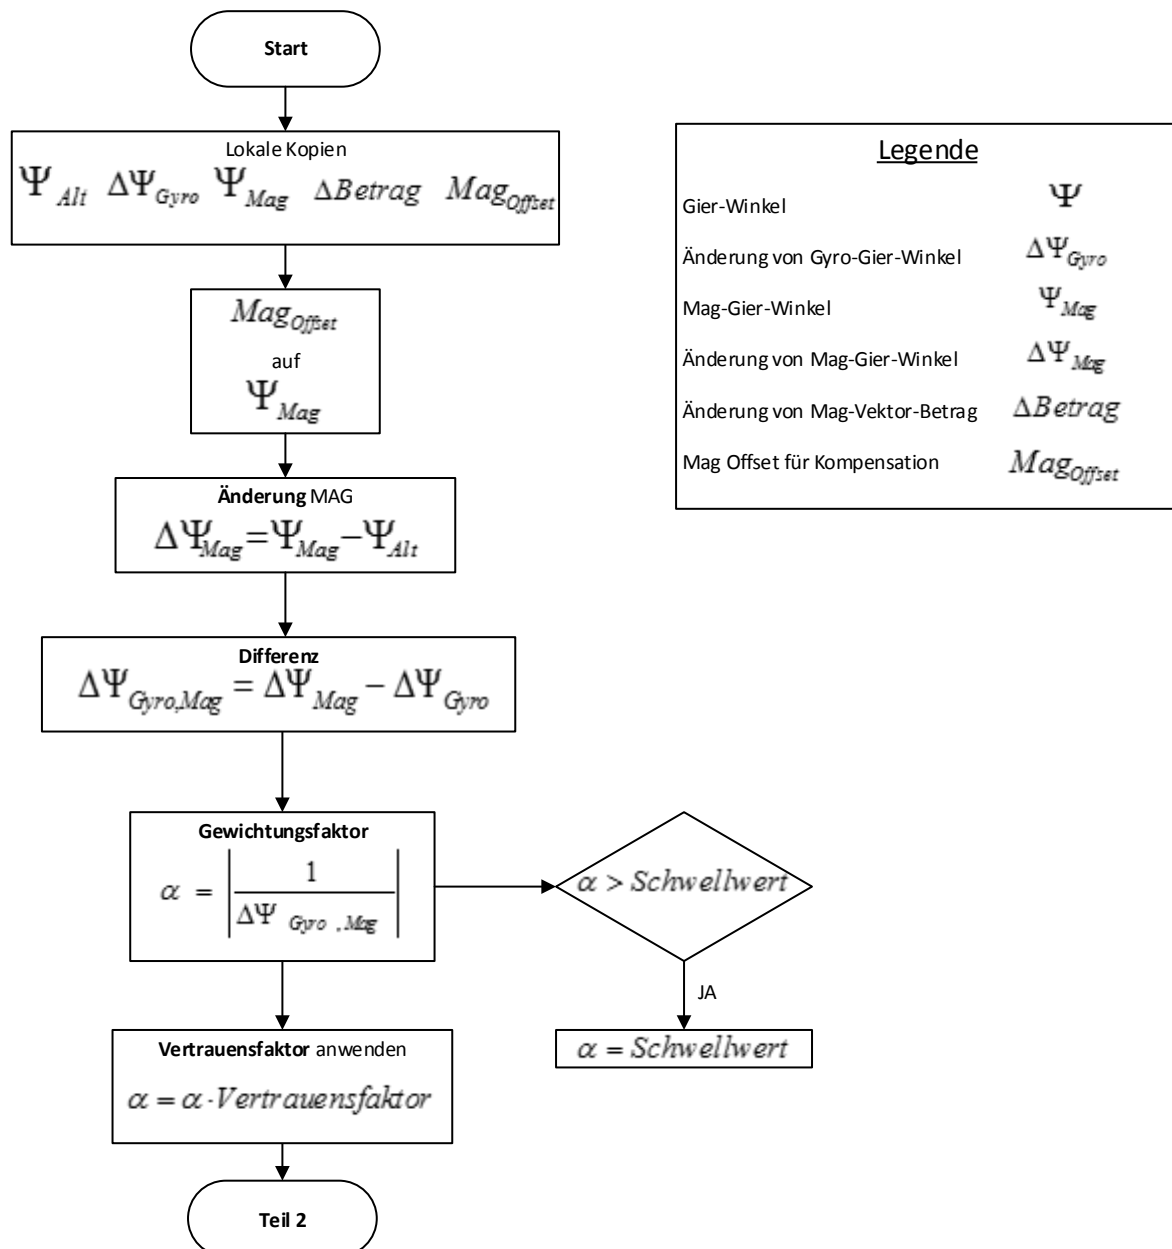 Start
Lokale Kopien
Ψ_Alt ΔΨ_Gyro Ψ_Mag ΔBetrag Mag_Offset
Mag_Offset
auf
Ψ_Mag
Änderung MAG
ΔΨ_Mag = Ψ_Mag − Ψ_Alt
Differenz
ΔΨ_Gyro,Mag = ΔΨ_Mag − ΔΨ_Gyro
Gewichtungsfaktor
α = | 1 / ΔΨ_Gyro,Mag |
α > Schwellwert
JA
α = Schwellwert
Vertrauensfaktor anwenden
α = α · Vertrauensfaktor
Teil 2
Legende
Gier-Winkel Ψ
Änderung von Gyro-Gier-Winkel ΔΨ_Gyro
Mag-Gier-Winkel Ψ_Mag
Änderung von Mag-Gier-Winkel ΔΨ_Mag
Änderung von Mag-Vektor-Betrag ΔBetrag
Mag Offset für Kompensation Mag_Offset